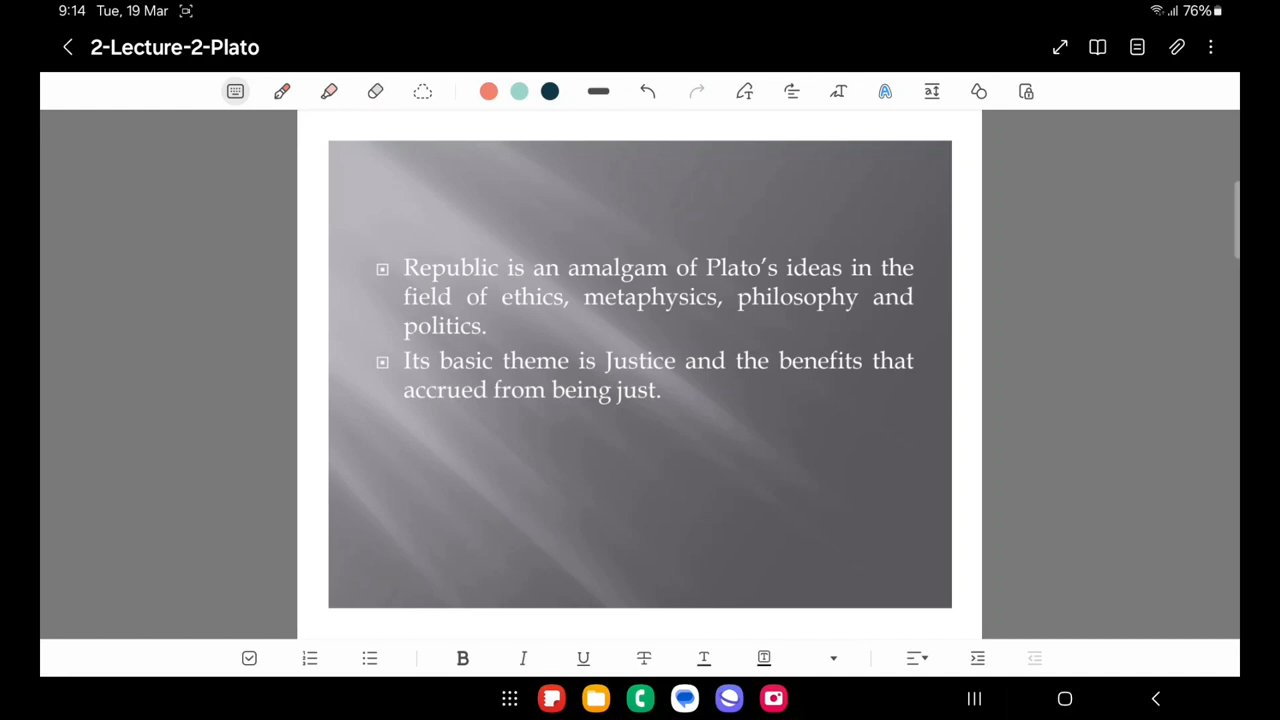 9:14 Tue, 19 Mar 76%
2-Lecture-2-Plato
Republic is an amalgam of Plato's ideas in the
field of ethics, metaphysics, philosophy and
politics.
Its basic theme is Justice and the benefits that
accrued from being just.
B I U T T T